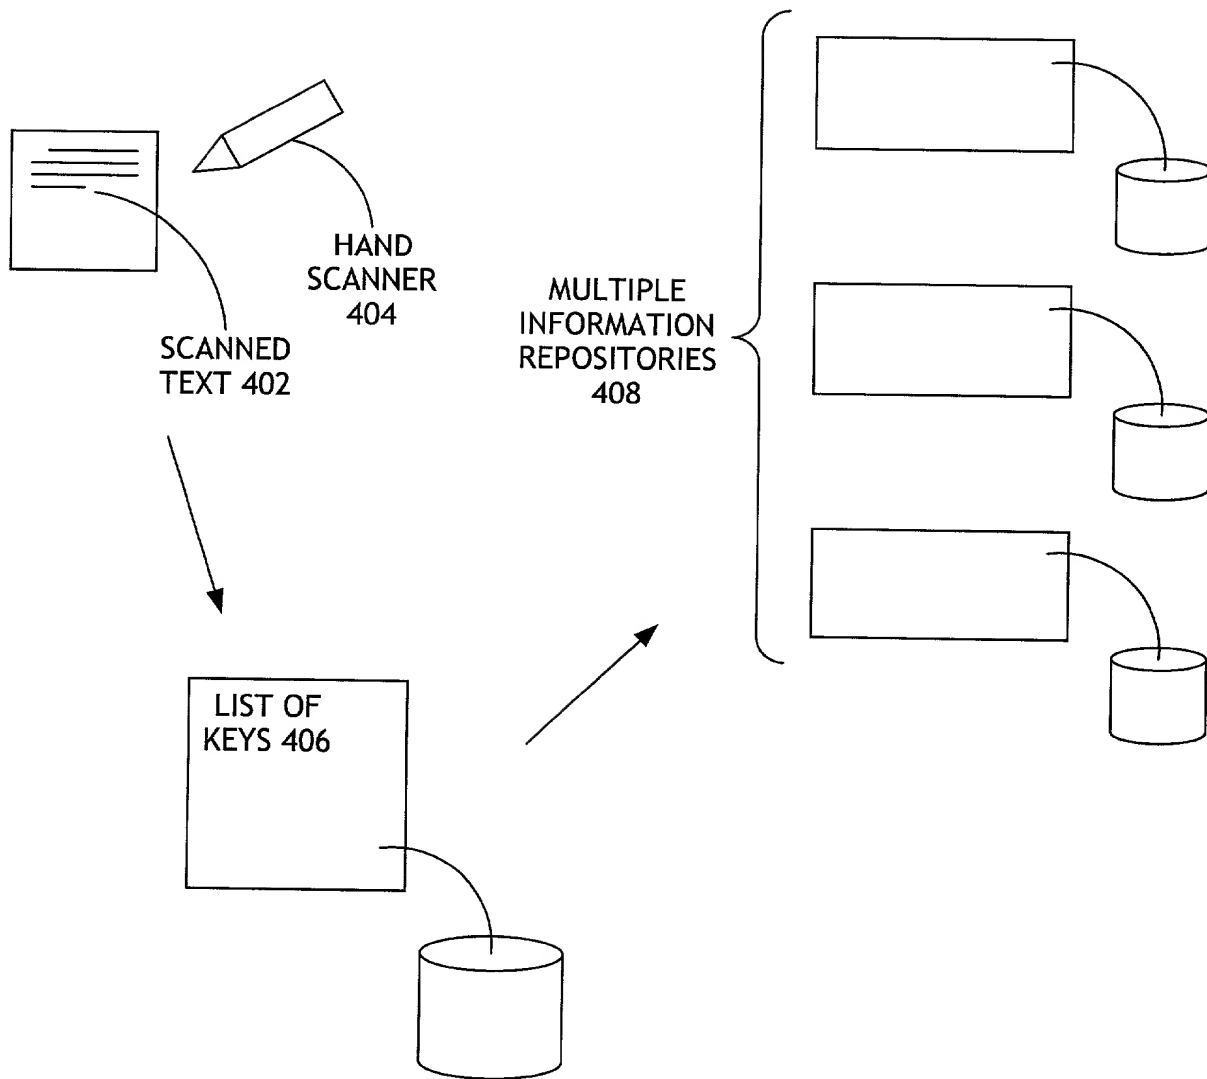 HAND
SCANNER
404
SCANNED
TEXT 402
MULTIPLE
INFORMATION
REPOSITORIES
408
LIST OF
KEYS 406